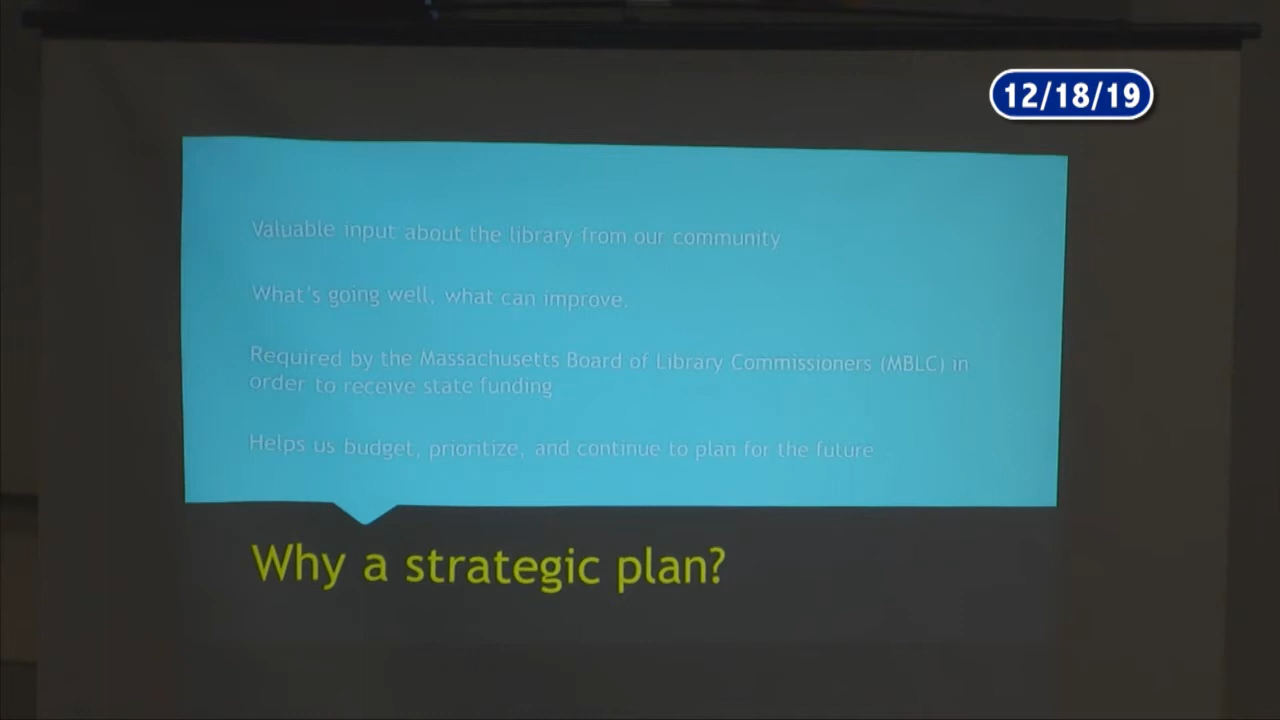 12/18/19
Valuable input about the library from our community
What's going well, what can improve.
Required by the Massachusetts Board of Library Commissioners (MBLC) in
order to receive state funding
Helps us budget, prioritize, and continue to plan for the future
Why a strategic plan?